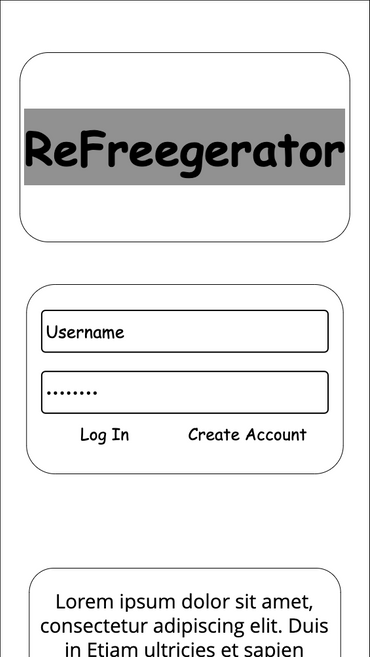 ReFreegerator
Username
••••••••
Log In
Create Account
Lorem ipsum dolor sit amet,
consectetur adipiscing elit. Duis
in Etiam ultricies et sapien